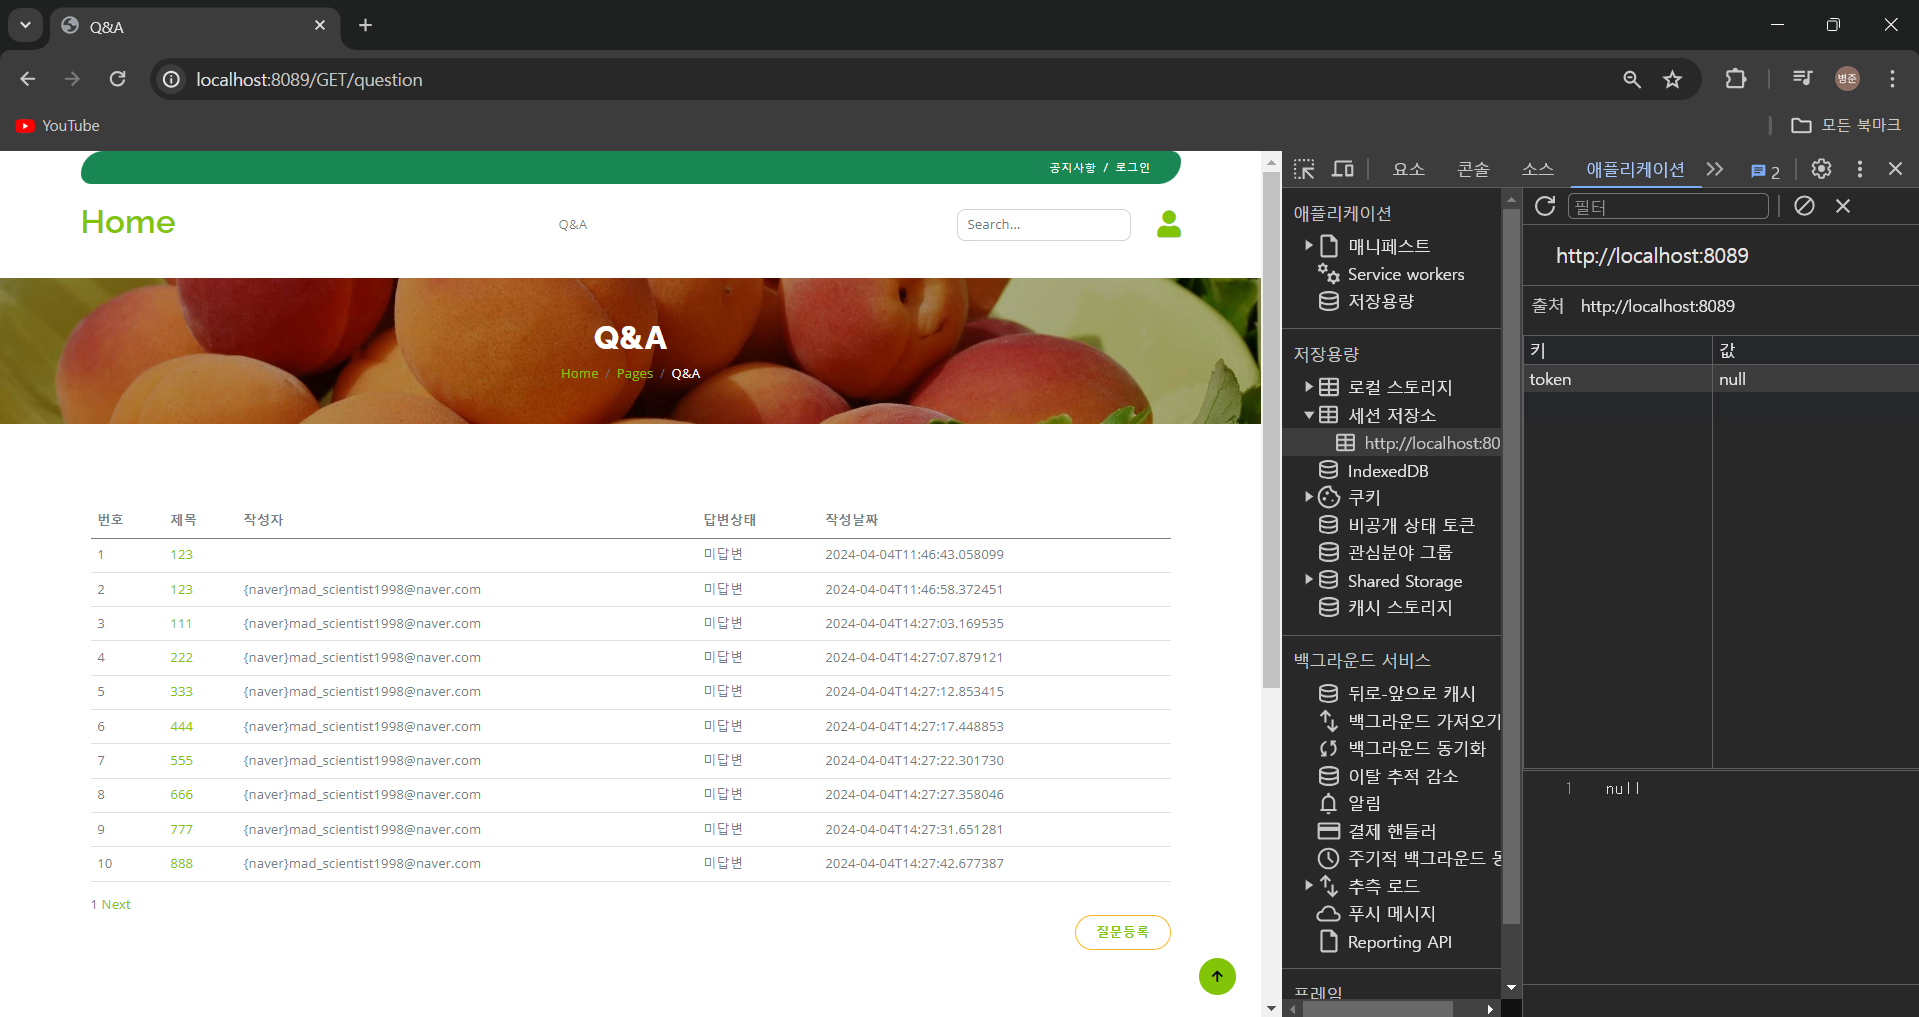 Q&A
localhost:8089/GET/question
병준
YouTube
모든 북마크
공지사항 / 로그인
Home
Q&A
Search...
Q&A
Home / Pages / Q&A
번호 제목 작성자 답변상태 작성날짜
1 123 미답변 2024-04-04T11:46:43.058099
2 123 {naver}mad_scientist1998@naver.com 미답변 2024-04-04T11:46:58.372451
3 111 {naver}mad_scientist1998@naver.com 미답변 2024-04-04T14:27:03.169535
4 222 {naver}mad_scientist1998@naver.com 미답변 2024-04-04T14:27:07.879121
5 333 {naver}mad_scientist1998@naver.com 미답변 2024-04-04T14:27:12.853415
6 444 {naver}mad_scientist1998@naver.com 미답변 2024-04-04T14:27:17.448853
7 555 {naver}mad_scientist1998@naver.com 미답변 2024-04-04T14:27:22.301730
8 666 {naver}mad_scientist1998@naver.com 미답변 2024-04-04T14:27:27.358046
9 777 {naver}mad_scientist1998@naver.com 미답변 2024-04-04T14:27:31.651281
10 888 {naver}mad_scientist1998@naver.com 미답변 2024-04-04T14:27:42.677387
1 Next
질문등록
요소 콘솔 소스 애플리케이션 2
애플리케이션
매니페스트
Service workers
저장용량
저장용량
로컬 스토리지
세션 저장소
http://localhost:80
IndexedDB
쿠키
비공개 상태 토큰
관심분야 그룹
Shared Storage
캐시 스토리지
백그라운드 서비스
뒤로-앞으로 캐시
백그라운드 가져오기
백그라운드 동기화
이탈 추적 감소
알림
결제 핸들러
주기적 백그라운드
추측 로드
푸시 메시지
Reporting API
프레임
필터
http://localhost:8089
출처 http://localhost:8089
키 값
token null
1 null